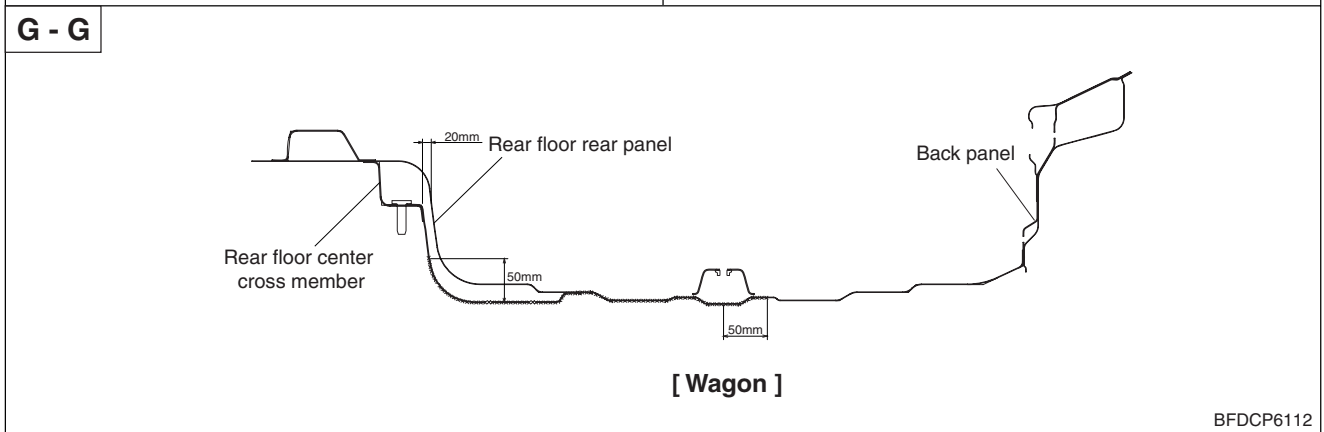 G - G
20mm
Rear floor rear panel
Back panel
Rear floor center
cross member
50mm
50mm
[ Wagon ]
BFDCP6112